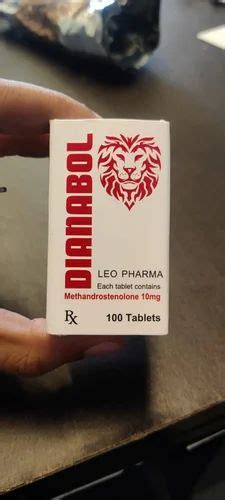 DIANABOL
LEO PHARMA
Each tablet contains
Methandrostenolone 10mg
Rx
100 Tablets